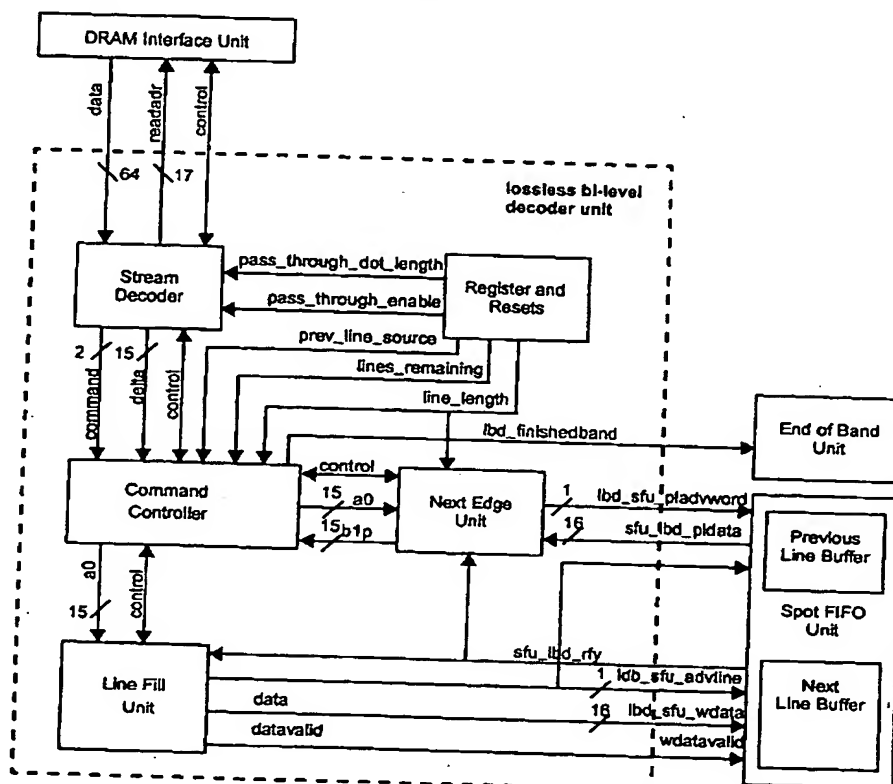 DRAM Interface Unit
data
readadr
control
64
17
lossless bi-level
decoder unit
Stream
Decoder
pass_through_dot_length
pass_through_enable
Register and
Resets
prev_line_source
lines_remaining
line_length
2
15
command
delta
control
lbd_finishedband
End of Band
Unit
Command
Controller
control
15
a0
15
b1p
Next Edge
Unit
1
lbd_sfu_pladvword
16
sfu_lbd_pldata
Previous
Line Buffer
Spot FIFO
Unit
a0
15
control
sfu_lbd_rfy
Line Fill
Unit
1
ldb_sfu_advline
data
16
lbd_sfu_wdata
datavalid
wdatavalid
Next
Line Buffer